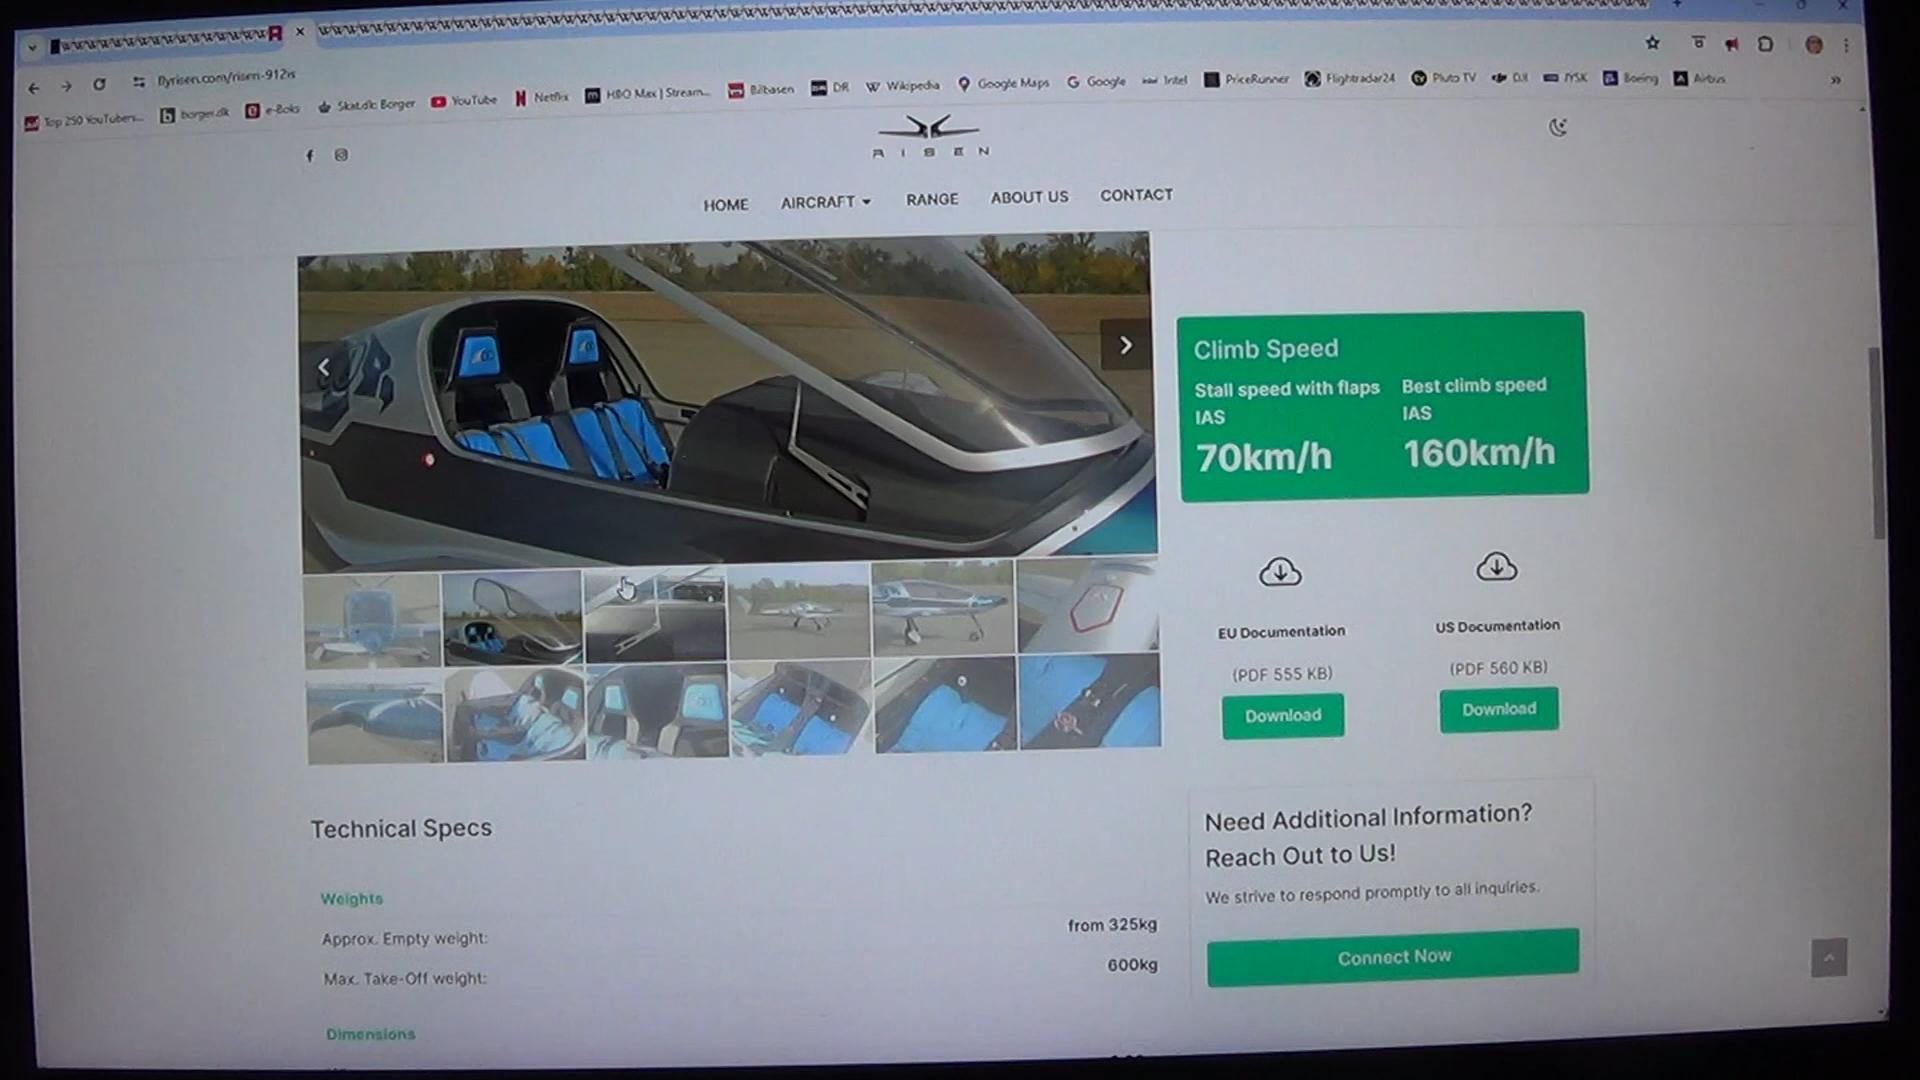 flyrisen.com/risen-912is
Top 250 YouTubers...
borger.dk
e-Boks
Skat.dk: Borger
YouTube
Netflix
HBO Max | Stream...
Bilbasen
DR
Wikipedia
Google Maps
Google
Intel
PriceRunner
Flightradar24
Pluto TV
DJI
JYSK
Boeing
Airbus
RISEN
HOME
AIRCRAFT
RANGE
ABOUT US
CONTACT
Climb Speed
Stall speed with flaps
IAS
70km/h
Best climb speed
IAS
160km/h
EU Documentation
(PDF 555 KB)
Download
US Documentation
(PDF 560 KB)
Download
Technical Specs
Weights
Approx. Empty weight:
from 325kg
Max. Take-Off weight:
600kg
Dimensions
Need Additional Information?
Reach Out to Us!
We strive to respond promptly to all inquiries.
Connect Now